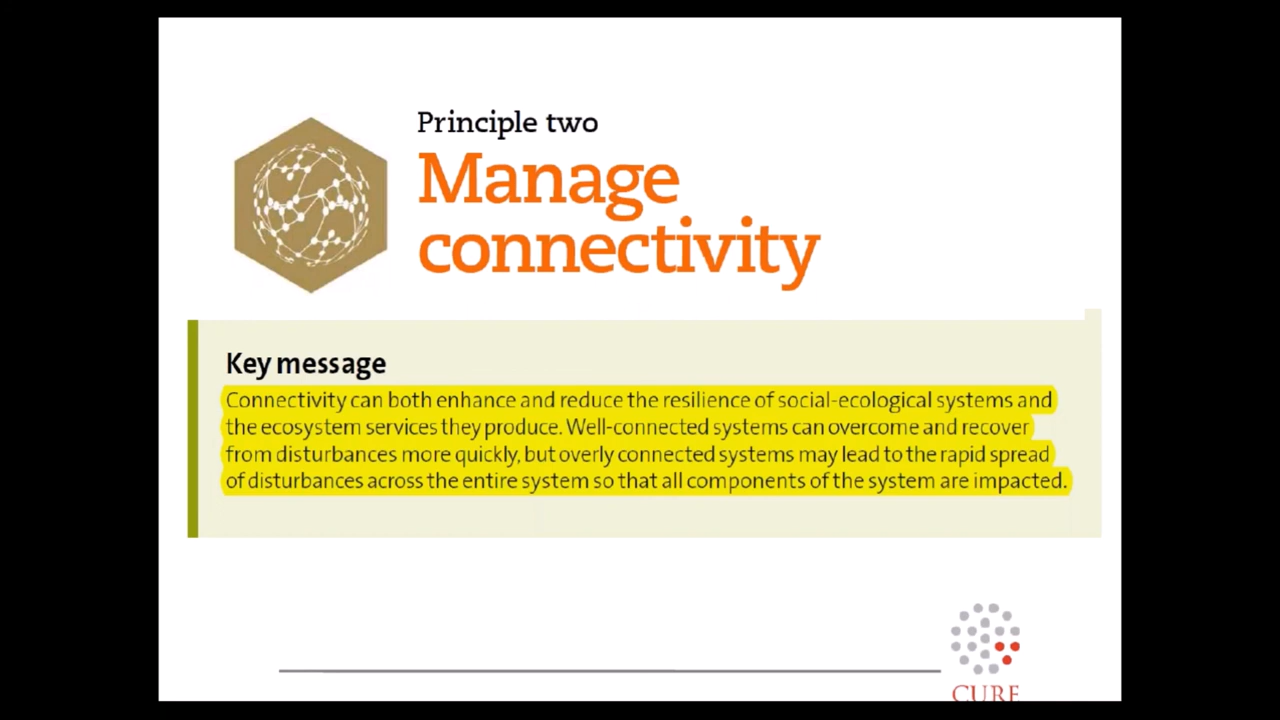 Principle two
Manage
connectivity
Key message
Connectivity can both enhance and reduce the resilience of social-ecological systems and
the ecosystem services they produce. Well-connected systems can overcome and recover
from disturbances more quickly, but overly connected systems may lead to the rapid spread
of disturbances across the entire system so that all components of the system are impacted.